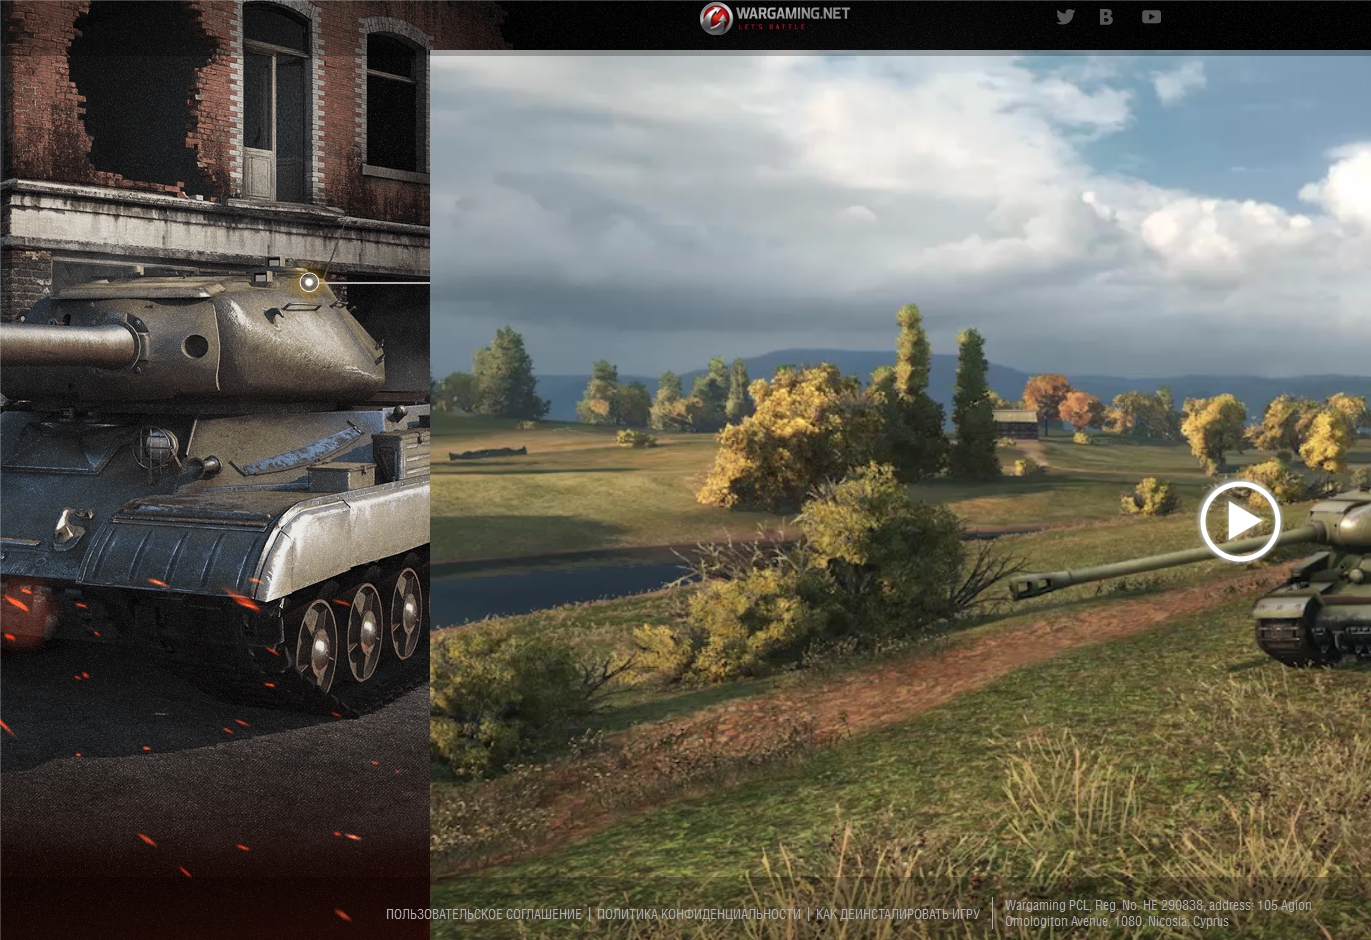 WARGAMING.NET
LET'S BATTLE
B
ПОЛЬЗОВАТЕЛЬСКОЕ СОГЛАШЕНИЕ | ПОЛИТИКА КОНФИДЕНЦИАЛЬНОСТИ | КАК ДЕИНСТАЛИРОВАТЬ ИГРУ
Wargaming PCL, Reg. No. HE 290838, address: 105 Agion
Omologiton Avenue, 1080, Nicosia, Cyprus